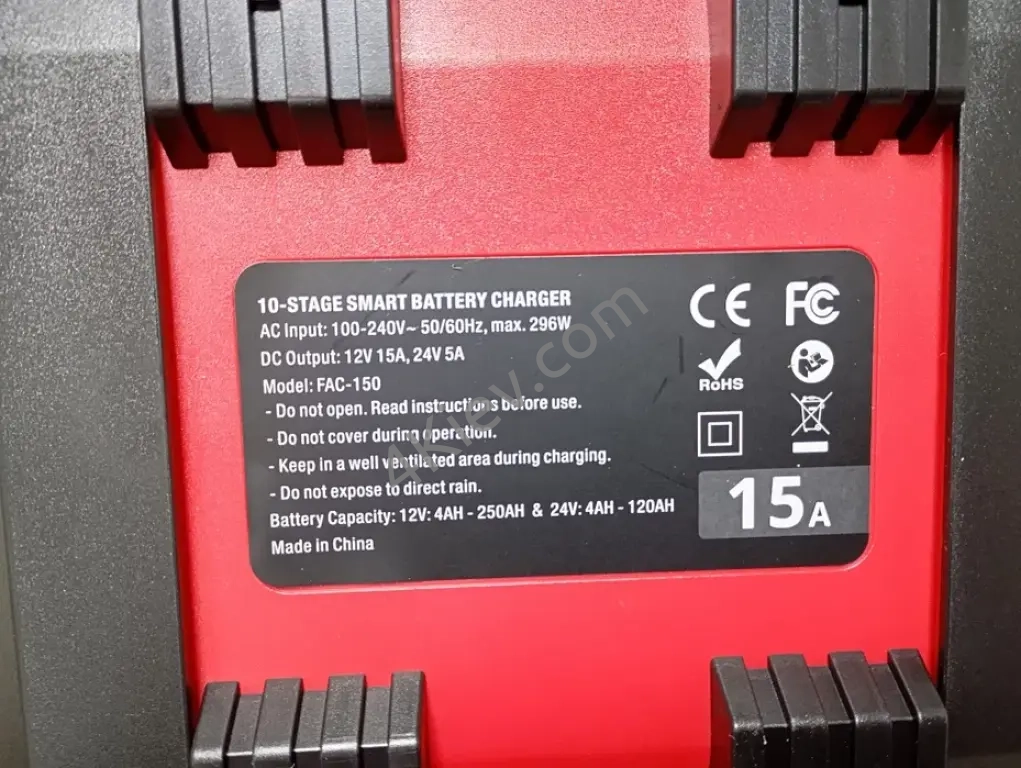 10-STAGE SMART BATTERY CHARGER
AC Input: 100-240V~ 50/60Hz, max. 296W
DC Output: 12V 15A, 24V 5A
Model: FAC-150
- Do not open. Read instructions before use.
- Do not cover during operation.
- Keep in a well ventilated area during charging.
- Do not expose to direct rain.
Battery Capacity: 12V: 4AH - 250AH & 24V: 4AH - 120AH
Made in China
CE FC
RoHS
15A
4Kiev.com